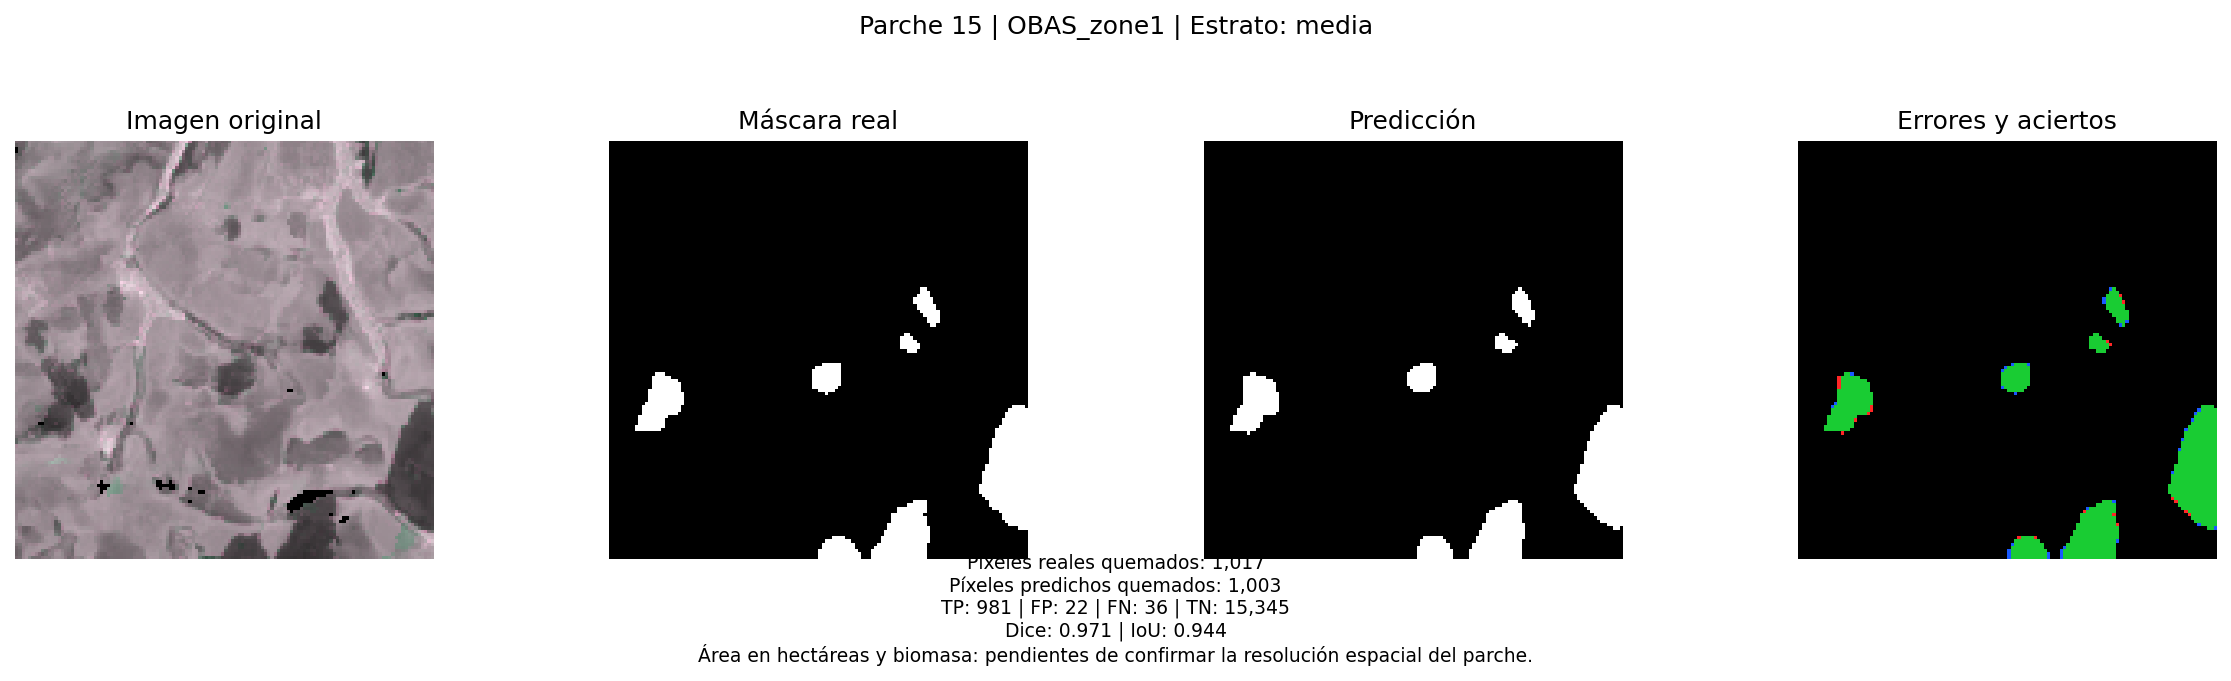 Parche 15 | OBAS_zone1 | Estrato: media
Imagen original
Máscara real
Predicción
Errores y aciertos
Píxeles reales quemados: 1,017
Píxeles predichos quemados: 1,003
TP: 981 | FP: 22 | FN: 36 | TN: 15,345
Dice: 0.971 | IoU: 0.944
Área en hectáreas y biomasa: pendientes de confirmar la resolución espacial del parche.